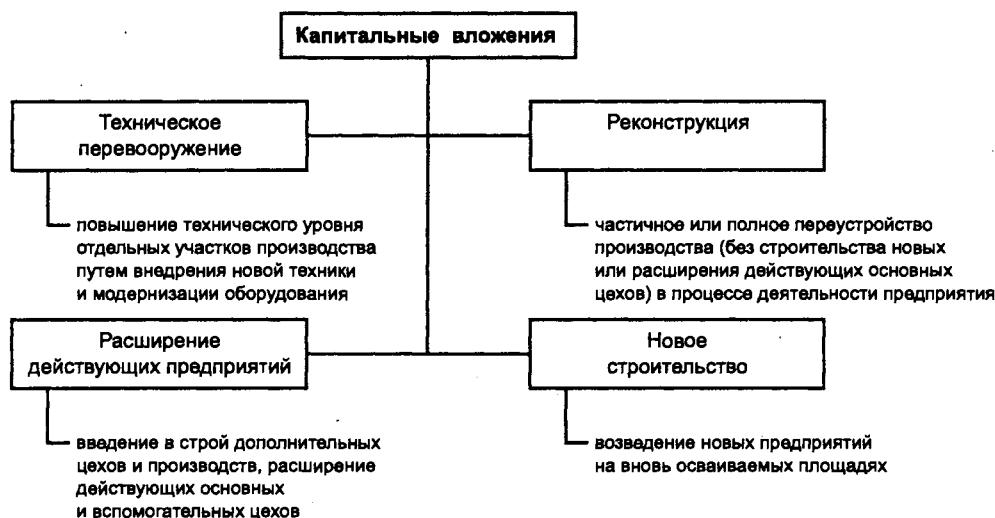 Капитальные вложения
Техническое
перевооружение
повышение технического уровня
отдельных участков производства
путем внедрения новой техники
и модернизации оборудования
Реконструкция
частичное или полное переустройство
производства (без строительства новых
или расширения действующих основных
цехов) в процессе деятельности предприятия
Расширение
действующих предприятий
введение в строй дополнительных
цехов и производств, расширение
действующих основных
и вспомогательных цехов
Новое
строительство
возведение новых предприятий
на вновь осваиваемых площадях